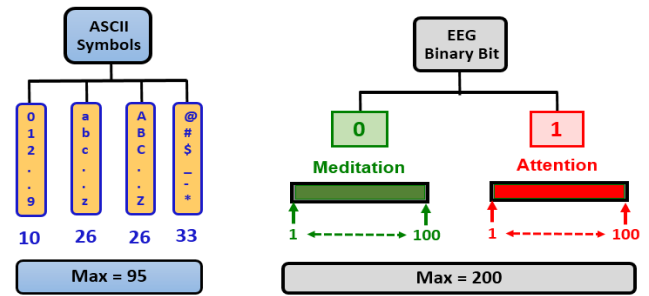 ASCII
Symbols
0
1
2
.
.
9
a
b
c
.
.
z
A
B
C
.
.
Z
@
#
$
_
-
*
10
26
26
33
Max = 95
EEG
Binary Bit
0
1
Meditation
Attention
1
100
1
100
Max = 200